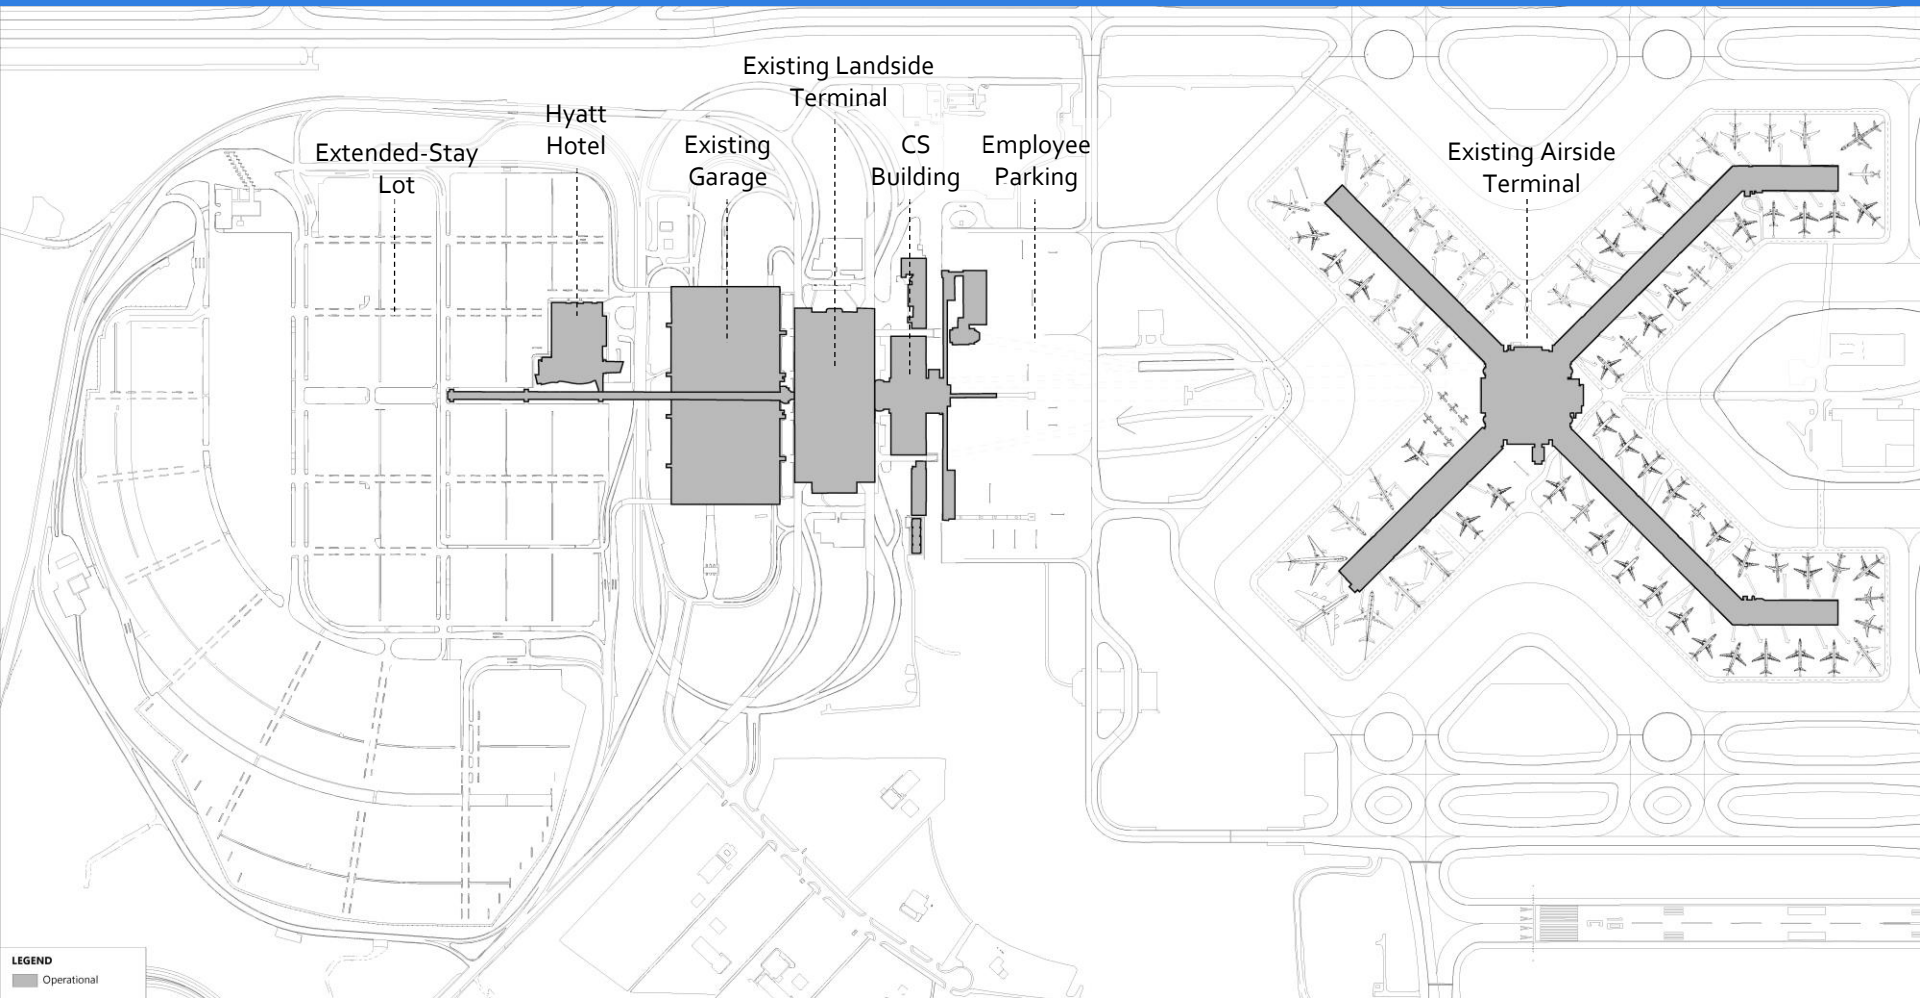 Existing Landside
Terminal
Hyatt
Hotel
Extended-Stay
Lot
Existing
Garage
CS
Building
Employee
Parking
Existing Airside
Terminal
LEGEND
Operational